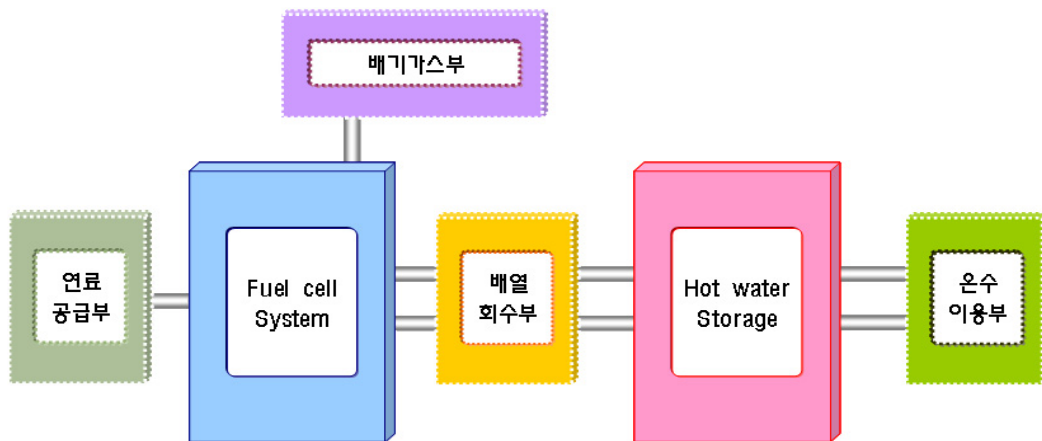 배기가스부
연료
공급부
Fuel cell
System
배열
회수부
Hot water
Storage
온수
이용부